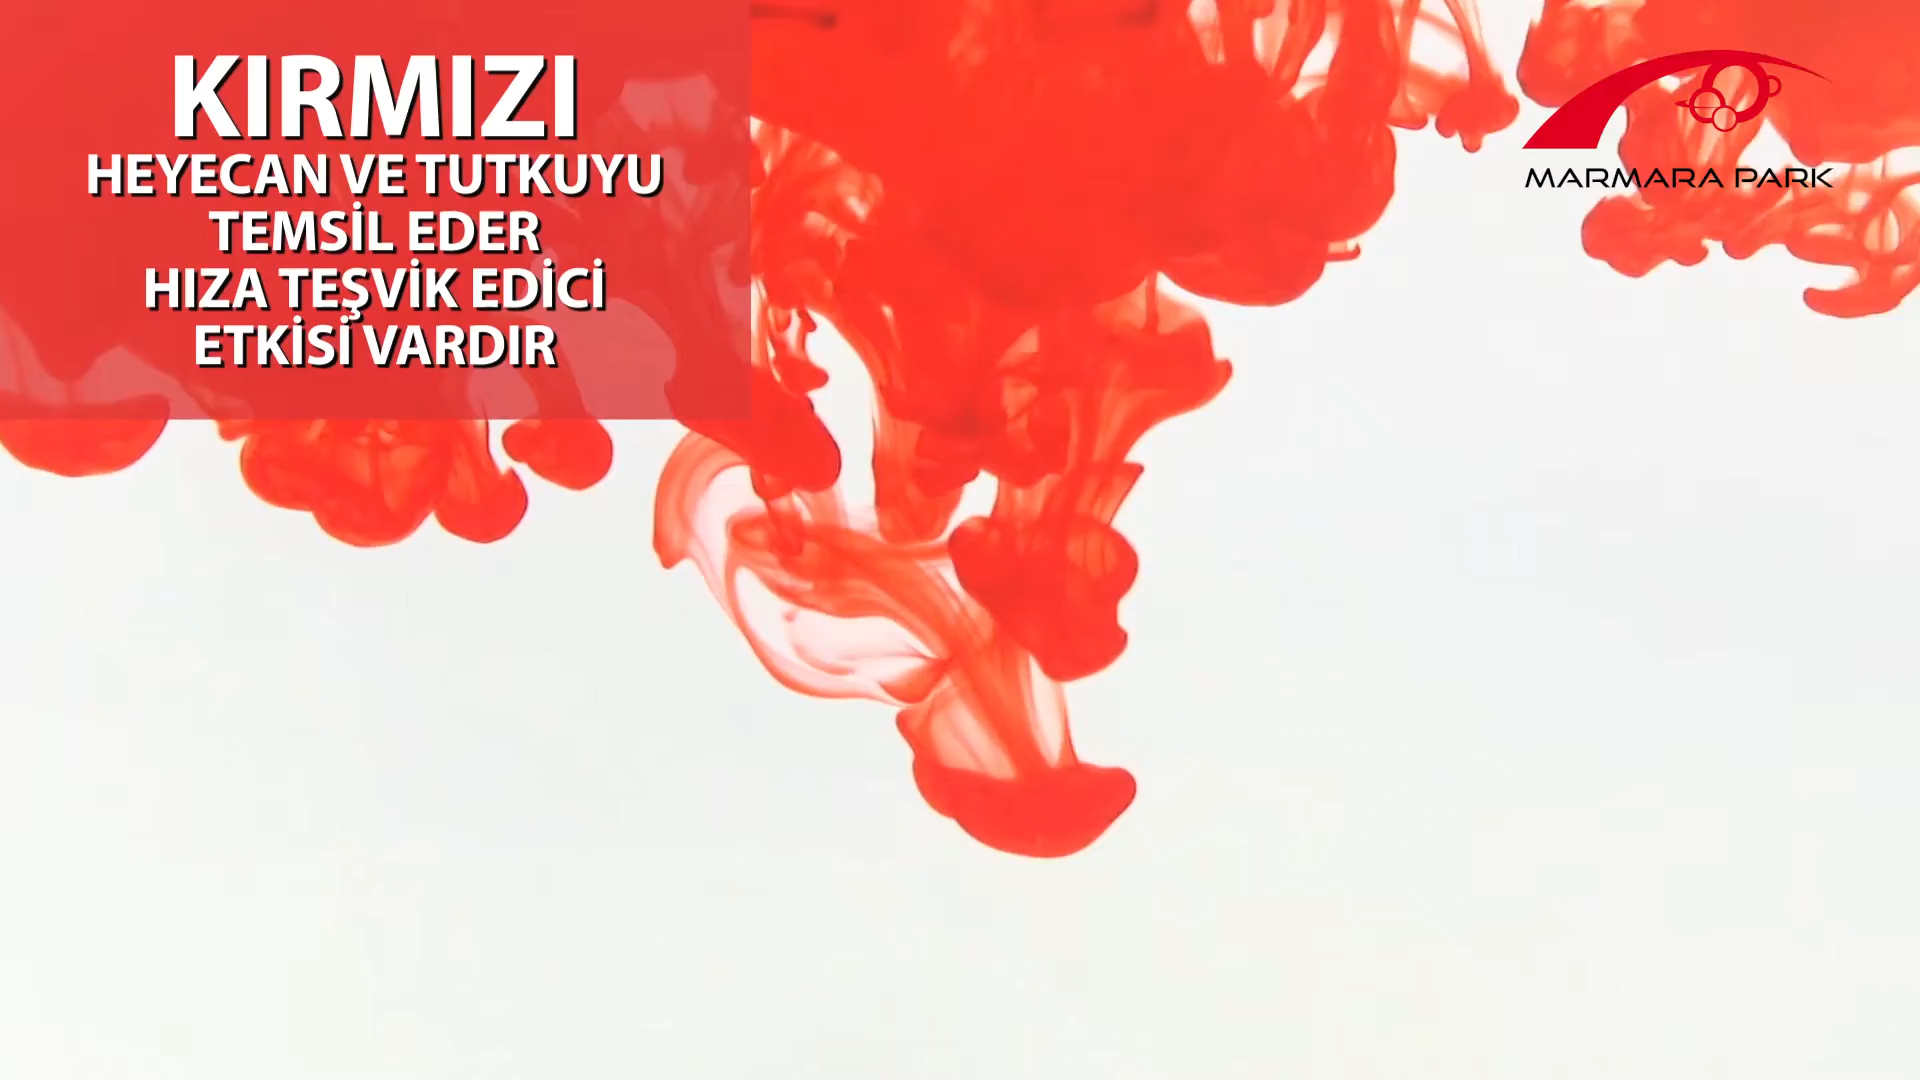 KIRMIZI
HEYECAN VE TUTKUYU
TEMSİL EDER
HIZA TEŞVİK EDİCİ
ETKİSİ VARDIR
MARMARA PARK